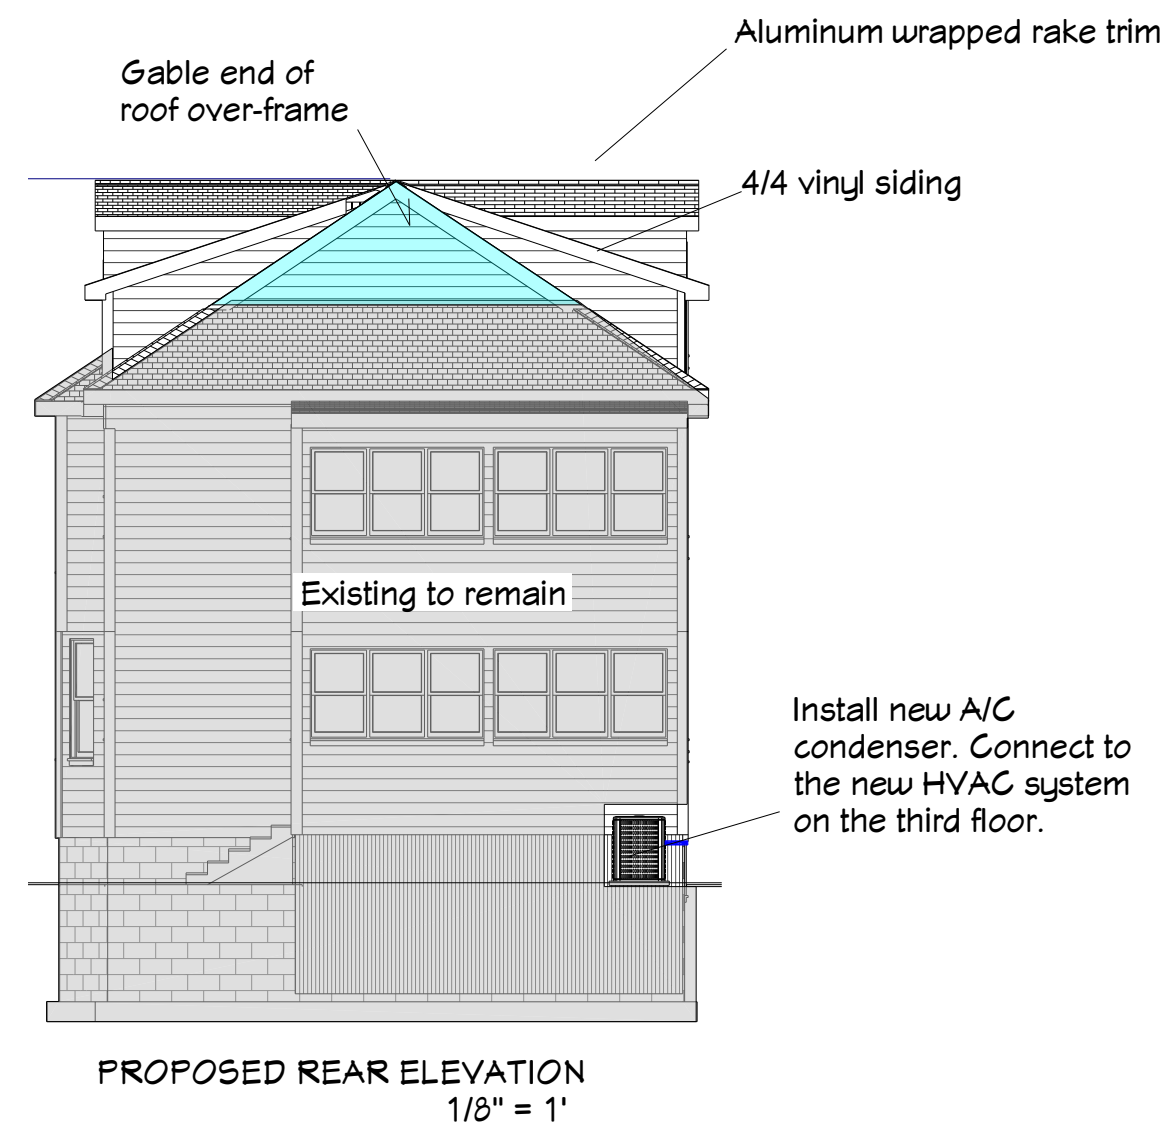 Aluminum wrapped rake trim
Gable end of
roof over-frame
4/4 vinyl siding
Existing to remain
Install new A/C
condenser. Connect to
the new HVAC system
on the third floor.
PROPOSED REAR ELEVATION
1/8" = 1'